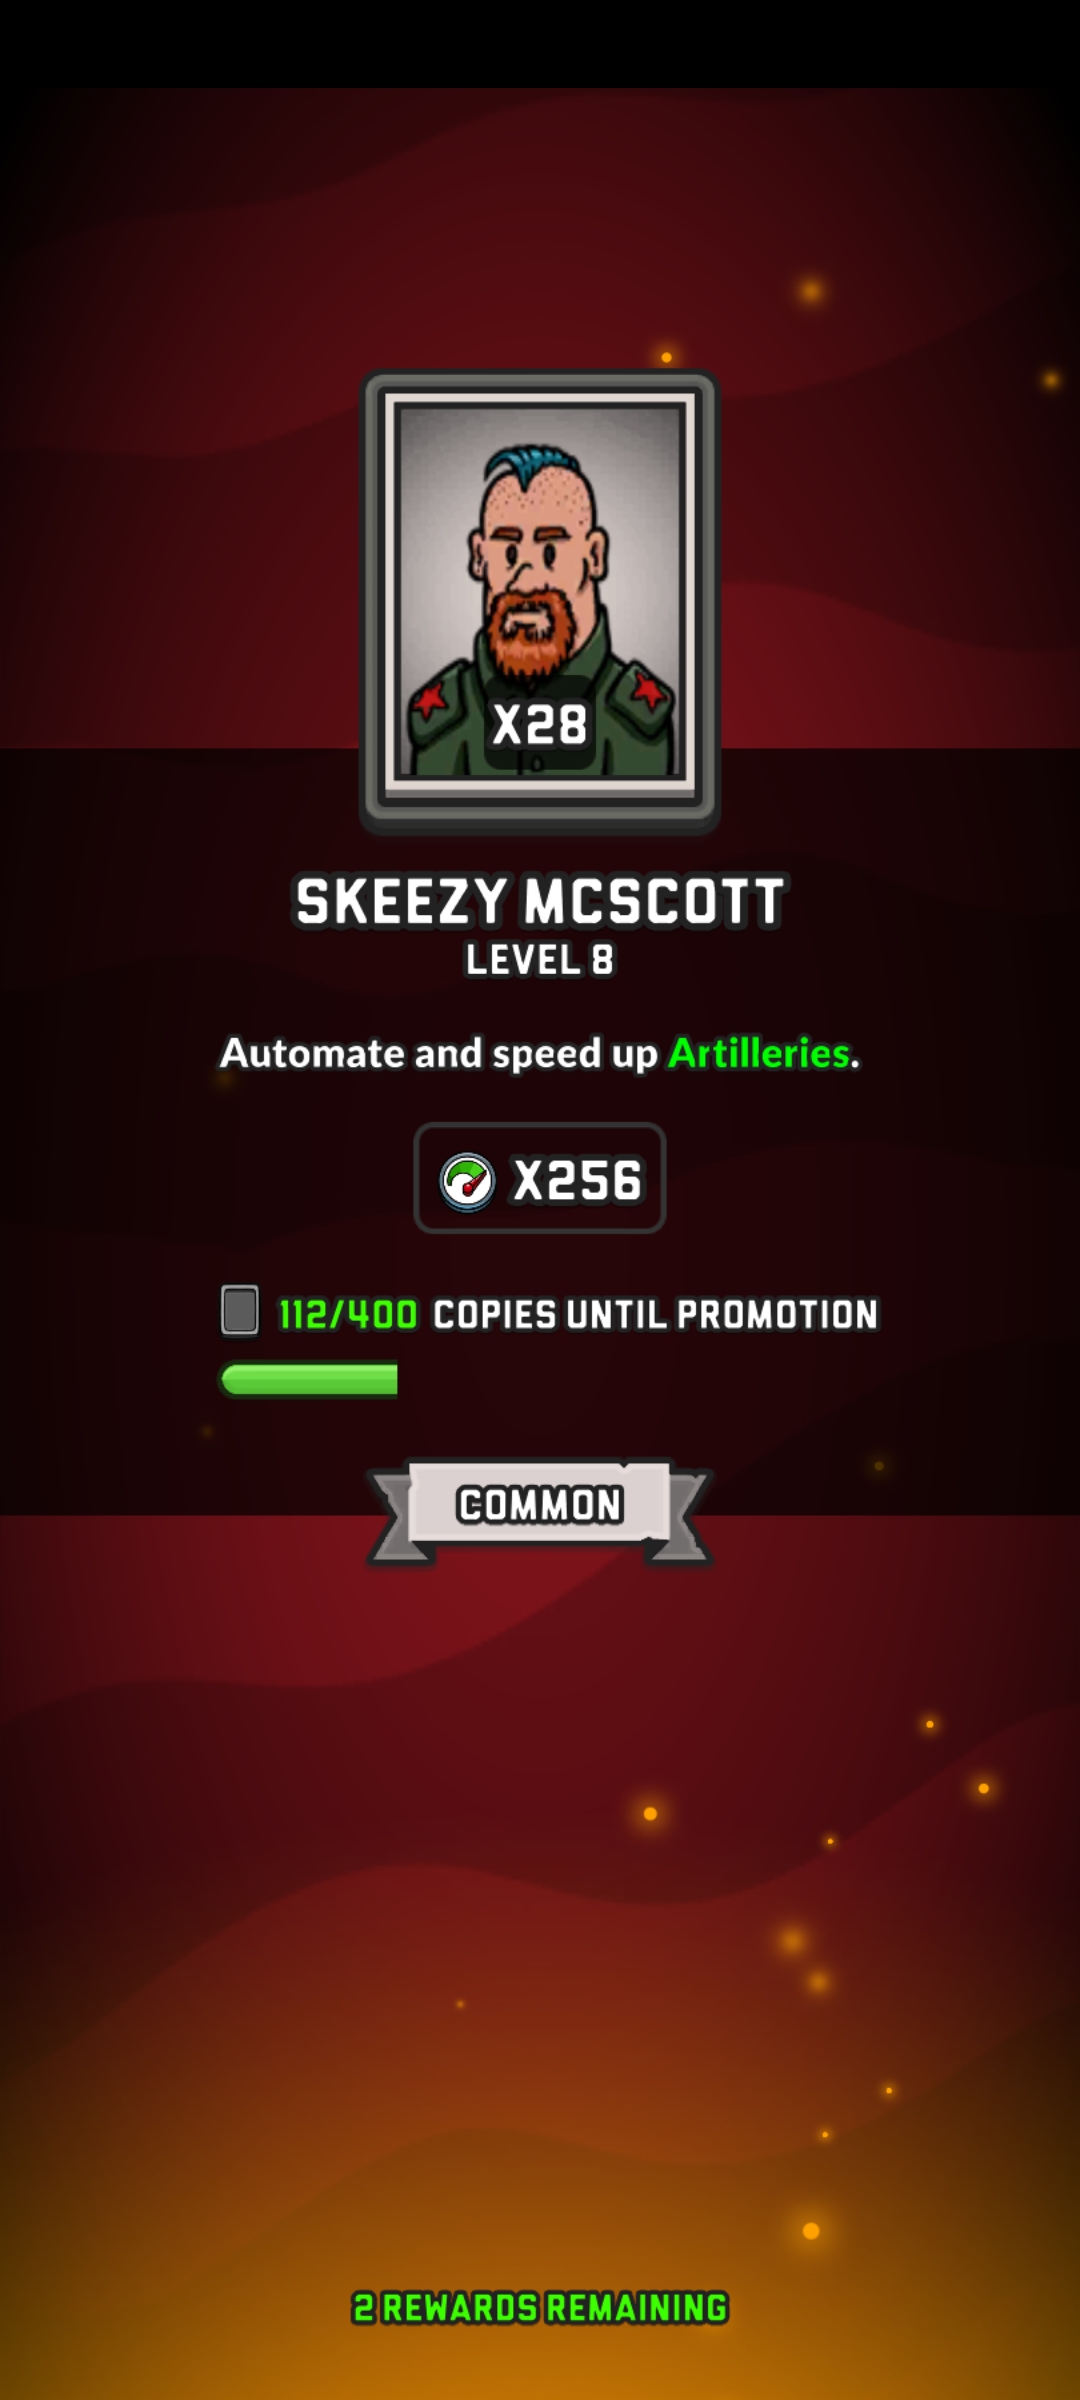 X28
SKEEZY MCSCOTT
LEVEL 8
Automate and speed up Artilleries.
X256
112/400 COPIES UNTIL PROMOTION
COMMON
2 REWARDS REMAINING